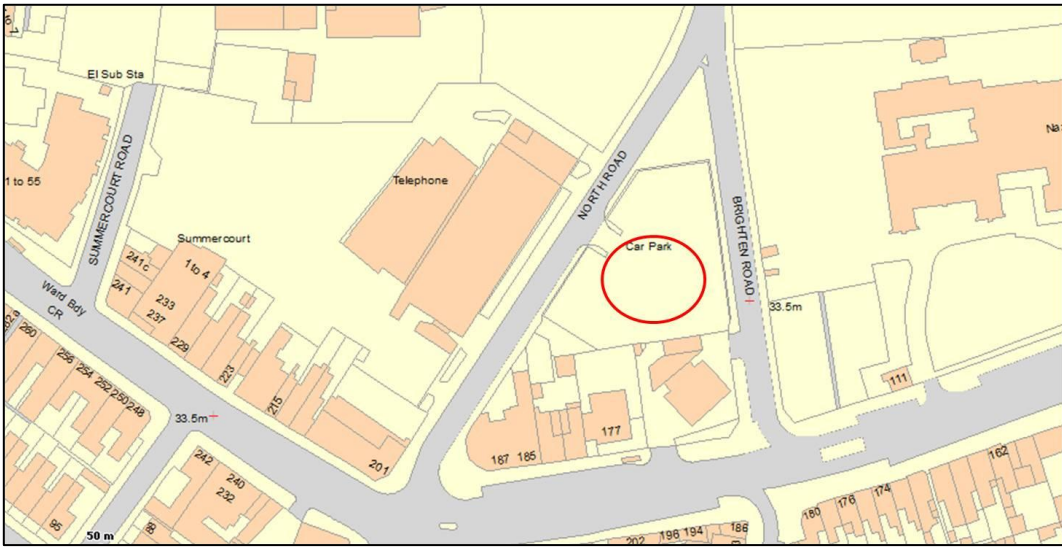 El Sub Sta
1 to 55
SUMMERCOURT ROAD
Summercourt
241c
241
1 to 4
233
237
229
223
215
201
Ward Bdy
CR
260
256
254
252
250
248
33.5m
242
240
232
95
50 m
Telephone
NORTH ROAD
Car Park
BRIGHTEN ROAD
33.5m
111
177
187
185
162
174
176
180
186
194
196
202